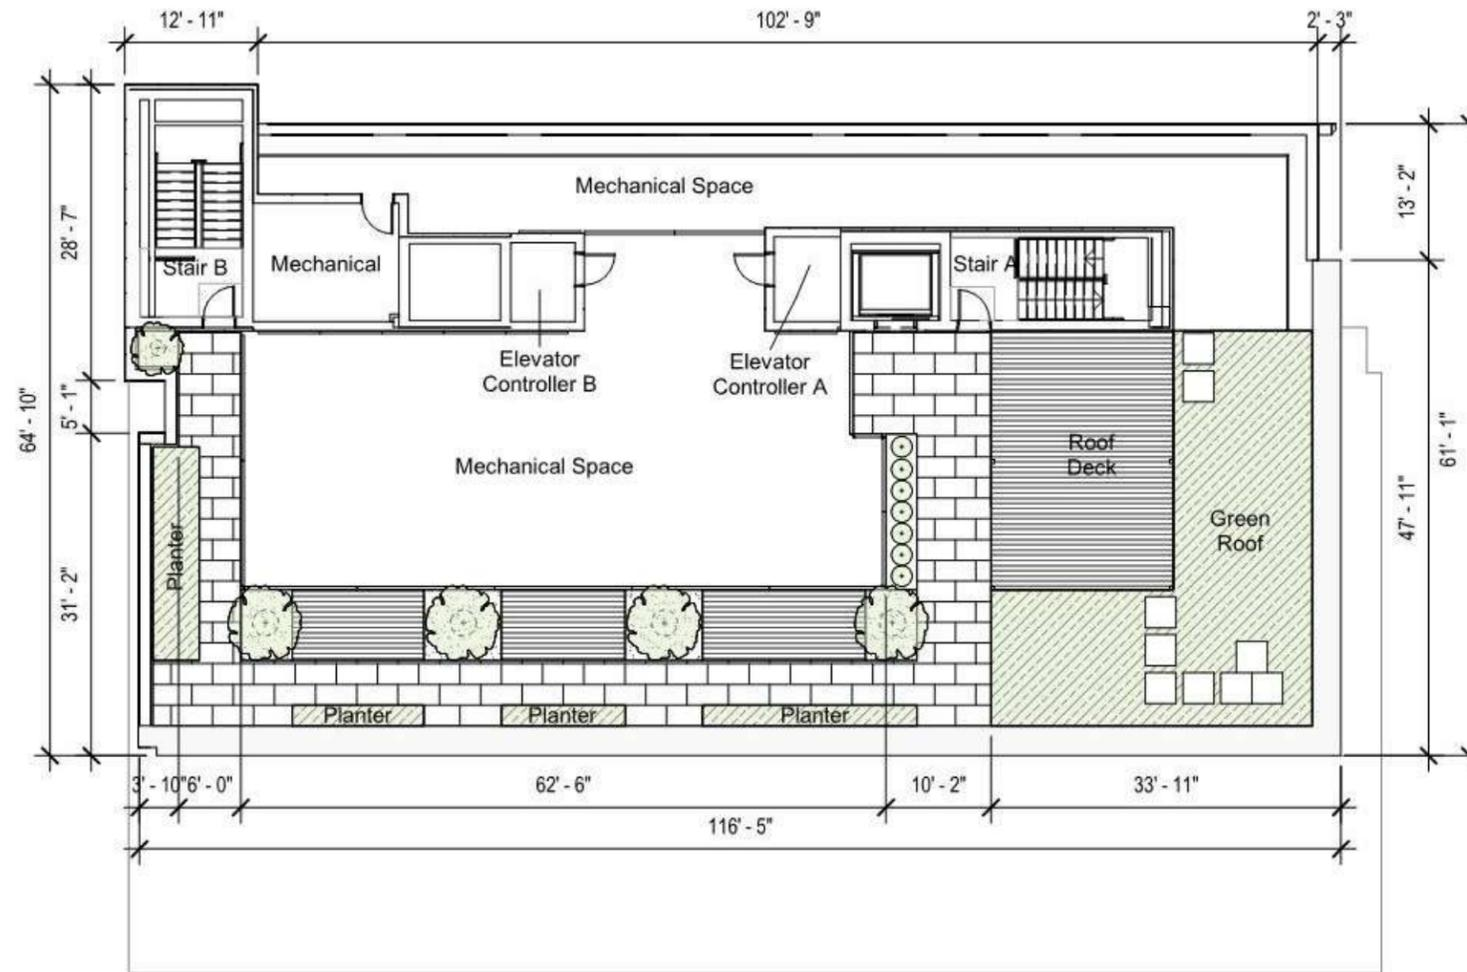 12' - 11"
102' - 9"
2' - 3"
Mechanical Space
13' - 2"
28' - 7"
Stair B
Mechanical
Stair A
Elevator
Controller B
Elevator
Controller A
64' - 10"
5' - 1"
Roof
Deck
61' - 1"
Mechanical Space
47' - 11"
Green
Roof
Planter
31' - 2"
Planter
Planter
Planter
3' - 10"
6' - 0"
62' - 6"
10' - 2"
33' - 11"
116' - 5"